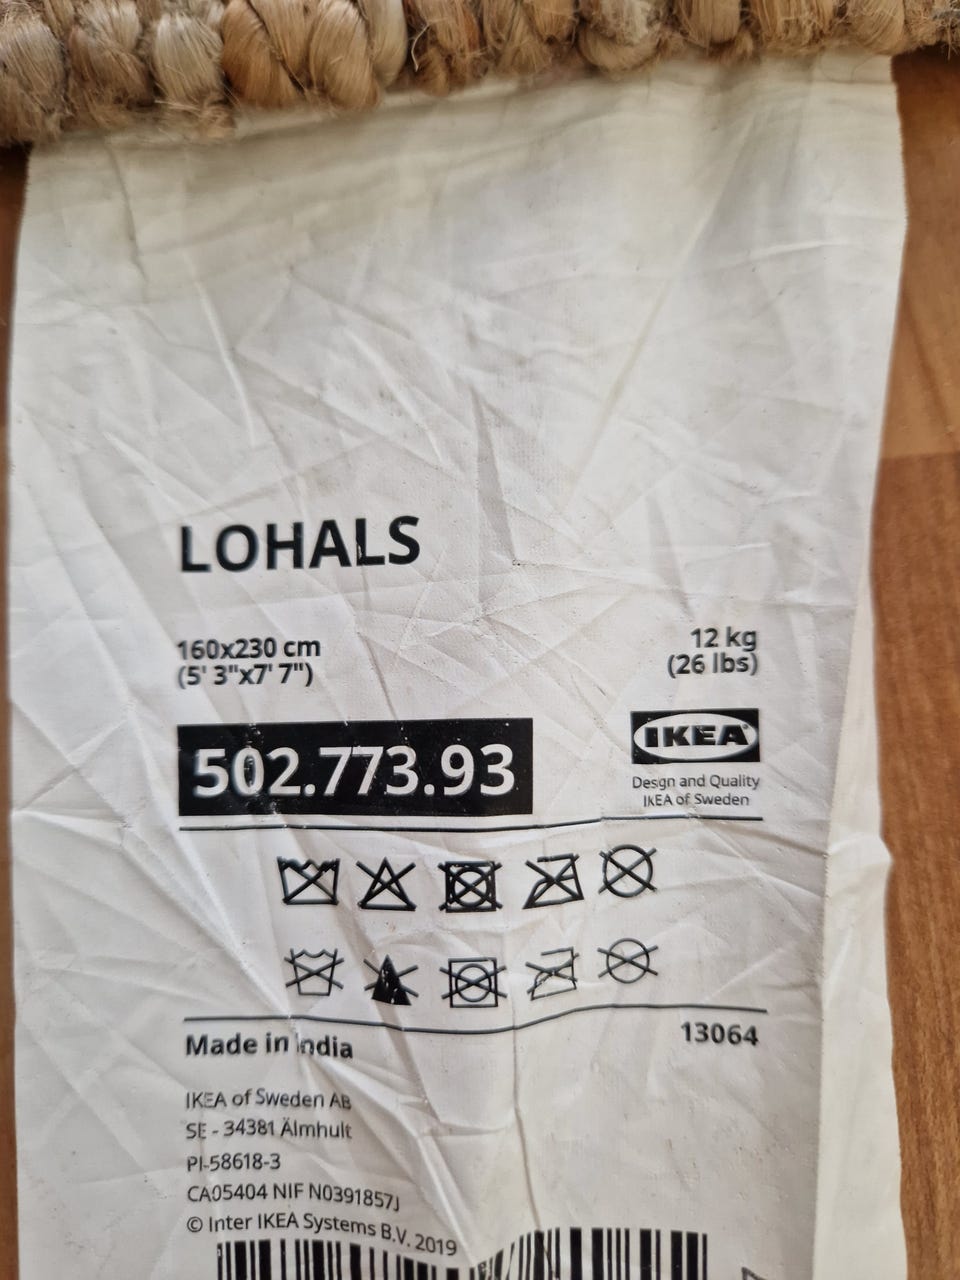 LOHALS
160x230 cm
(5' 3"x7' 7")
12 kg
(26 lbs)
502.773.93
IKEA®
Design and Quality
IKEA of Sweden
Made in India
13064
IKEA of Sweden AB
SE - 34381 Älmhult
PI-58618-3
CA05404 NIF N0391857J
© Inter IKEA Systems B.V. 2019